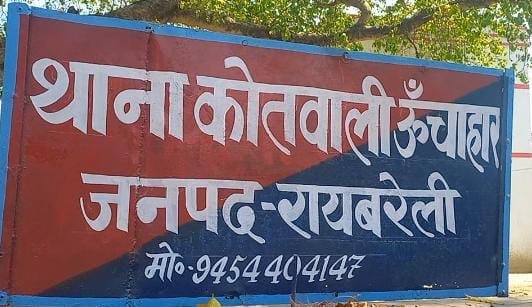 थाना कोतवाली ऊँचाहार
जनपद-रायबरेली
मो०-9454404147